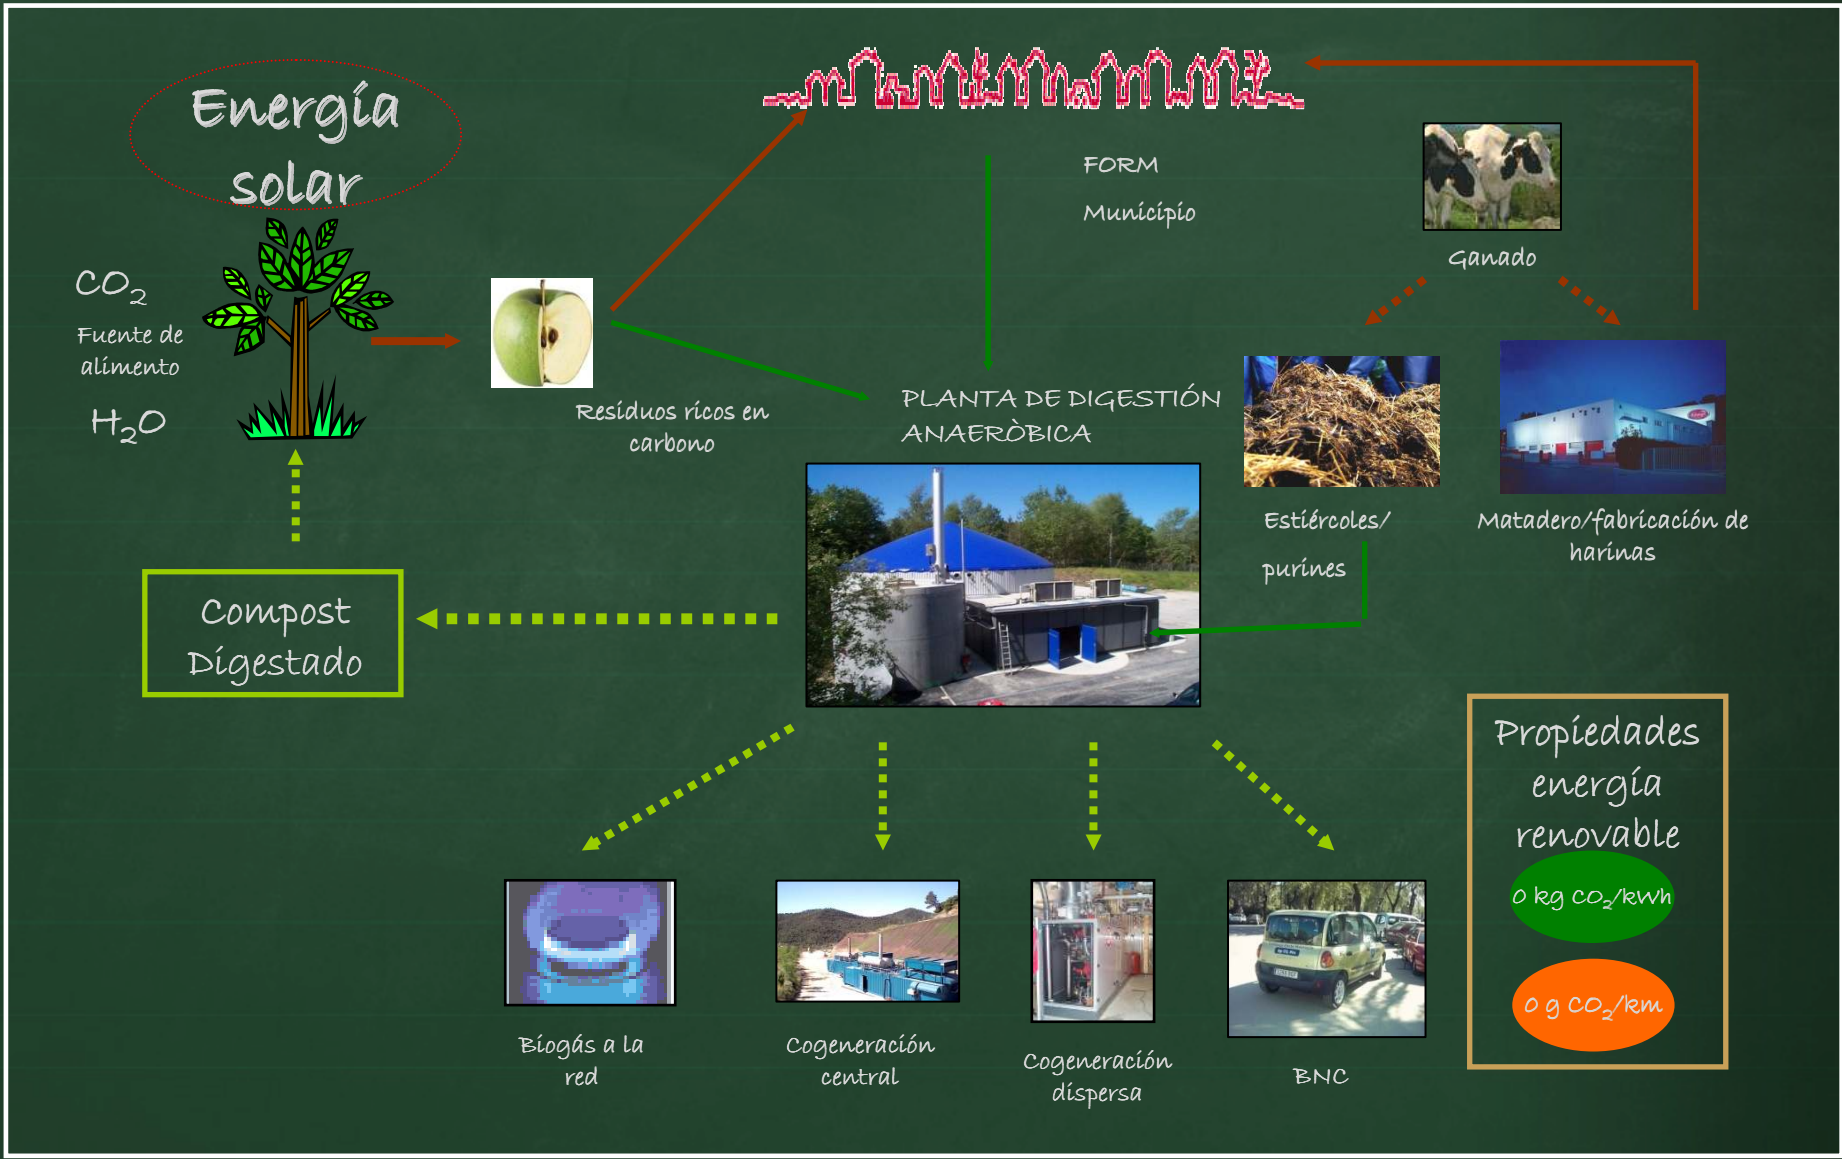 Energía
solar
CO₂
Fuente de
alimento
H₂O
FORM
Municipio
Ganado
Residuos ricos en
carbono
PLANTA DE DIGESTIÓN
ANAERÒBICA
Estiércoles/
purines
Matadero/fabricación de
harinas
Compost
Digestado
Propiedades
energía
renovable
0 kg CO₂/kWh
0 g CO₂/km
Biogás a la
red
Cogeneración
central
Cogeneración
dispersa
BNC